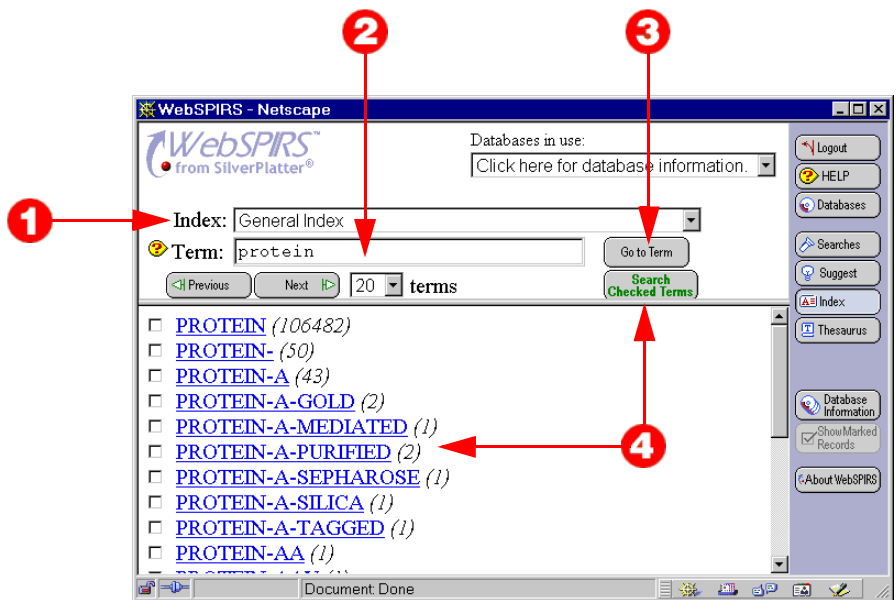 2
3
WebSPIRS - Netscape
WebSPIRS™
from SilverPlatter®
Databases in use:
Click here for database information.
Logout
HELP
Databases
1
Index: General Index
Term: protein
Go to Term
Previous
Next
20 terms
Search
Checked Terms
Searches
Suggest
Index
Thesaurus
PROTEIN (106482)
PROTEIN- (50)
PROTEIN-A (43)
PROTEIN-A-GOLD (2)
PROTEIN-A-MEDIATED (1)
PROTEIN-A-PURIFIED (2)
PROTEIN-A-SEPHAROSE (1)
PROTEIN-A-SILICA (1)
PROTEIN-A-TAGGED (1)
PROTEIN-AA (1)
4
Database
Information
Show Marked
Records
About WebSPIRS
Document: Done